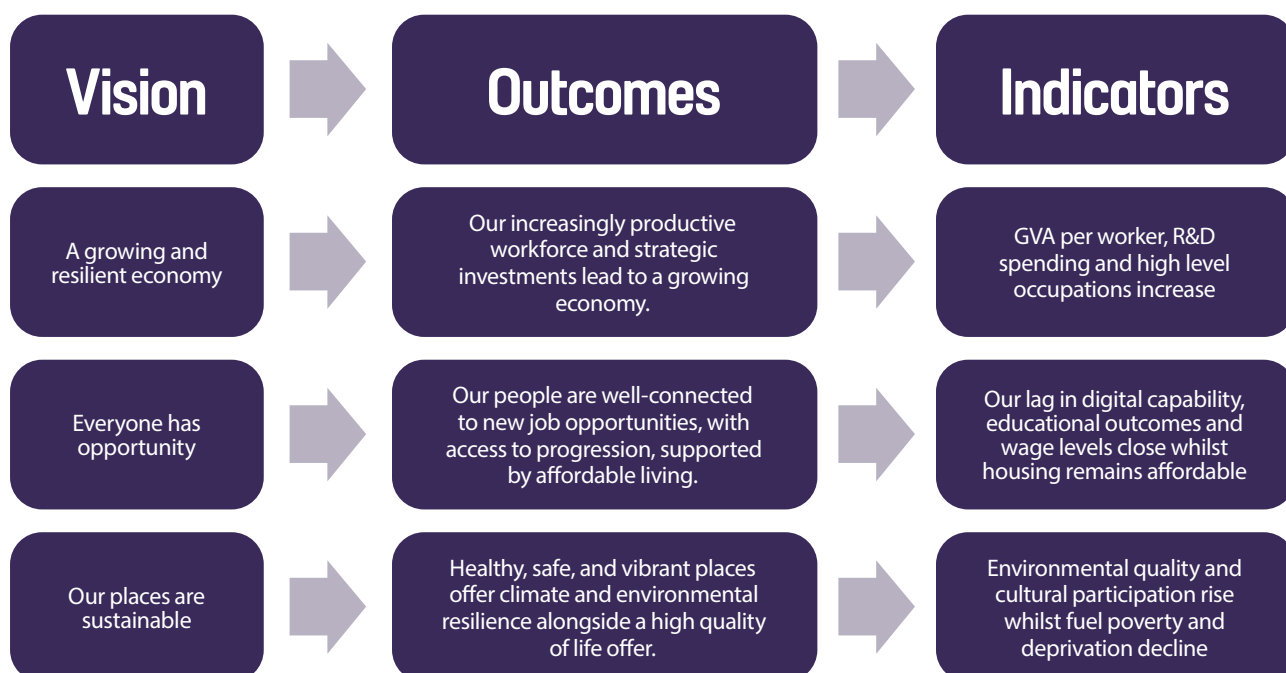 Vision
Outcomes
Indicators
A growing and
resilient economy
Our increasingly productive
workforce and strategic
investments lead to a growing
economy.
GVA per worker, R&D
spending and high level
occupations increase
Everyone has
opportunity
Our people are well-connected
to new job opportunities, with
access to progression, supported
by affordable living.
Our lag in digital capability,
educational outcomes and
wage levels close whilst
housing remains affordable
Our places are
sustainable
Healthy, safe, and vibrant places
offer climate and environmental
resilience alongside a high quality
of life offer.
Environmental quality and
cultural participation rise
whilst fuel poverty and
deprivation decline